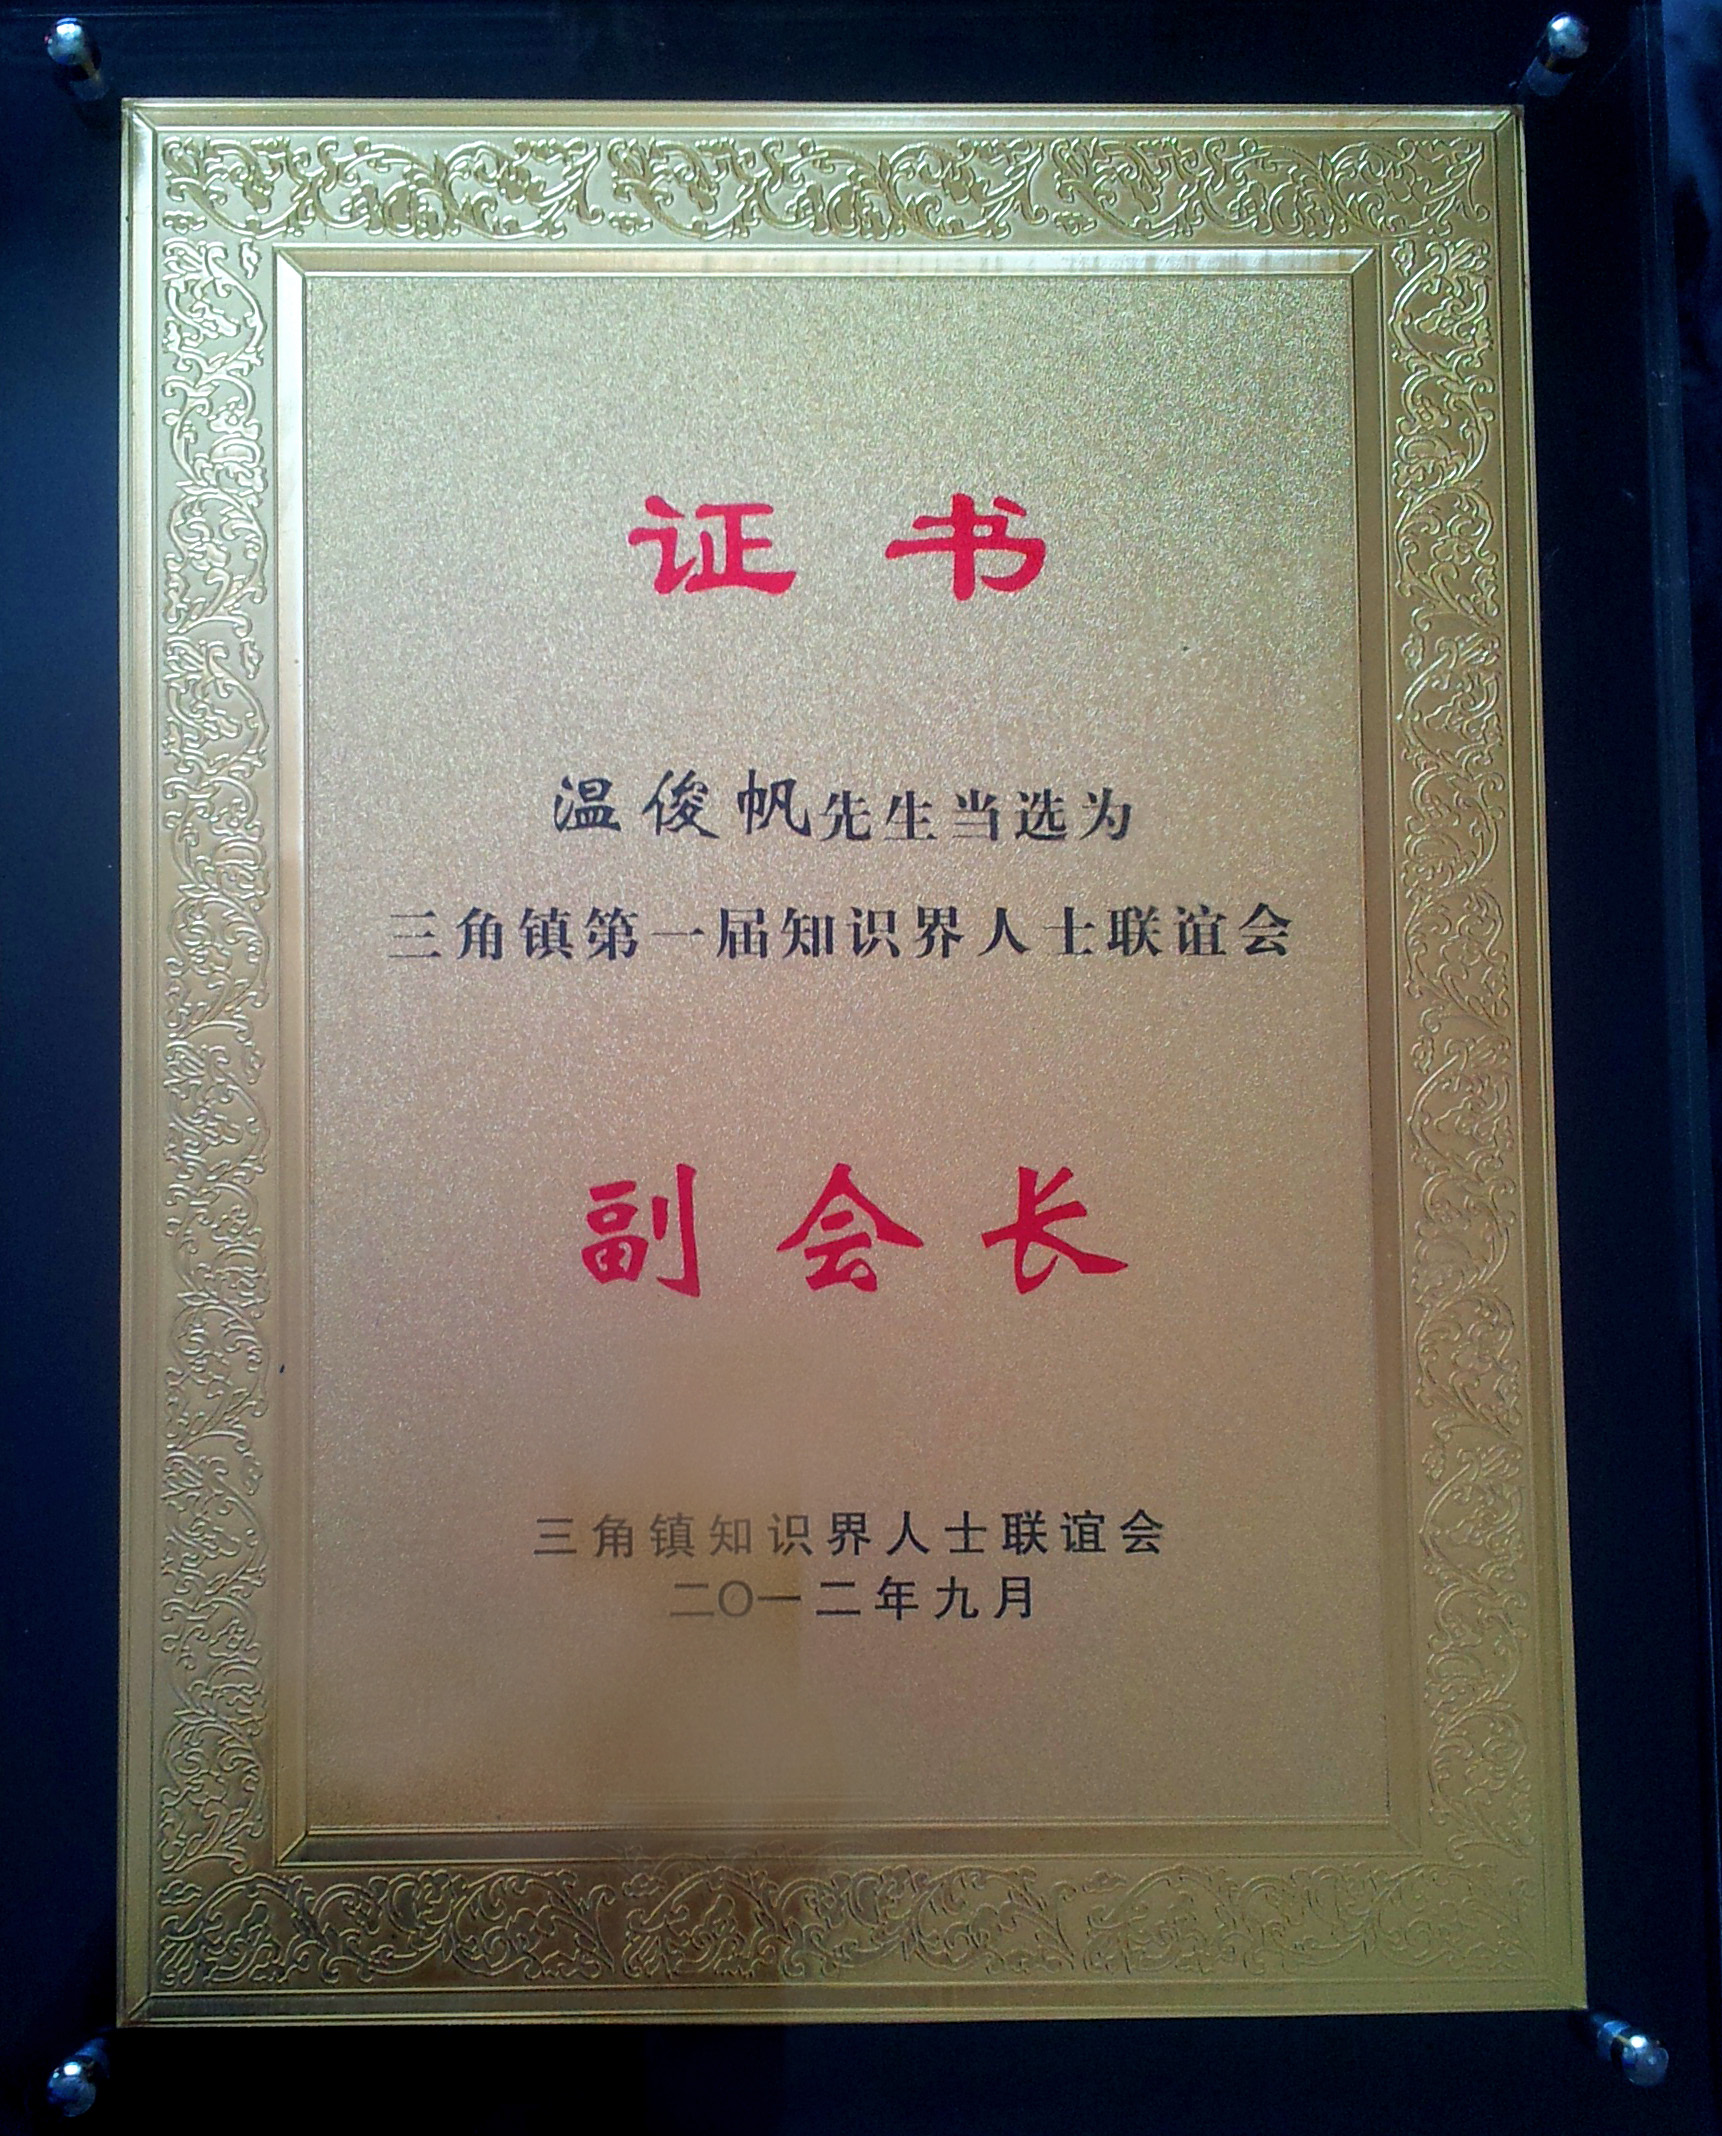 证书
温俊帆先生当选为
三角镇第一届知识界人士联谊会
副会长
三角镇知识界人士联谊会
二〇一二年九月